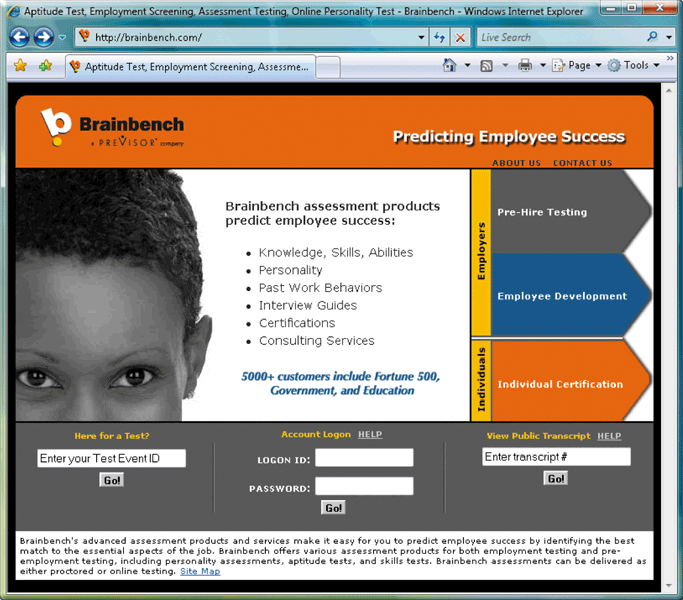 Aptitude Test, Employment Screening, Assessment Testing, Online Personality Test - Brainbench - Windows Internet Explorer
http://brainbench.com/
Live Search
Aptitude Test, Employment Screening, Assessme...
Page
Tools
Brainbench
A PREVISOR company
Predicting Employee Success
ABOUT US CONTACT US
Brainbench assessment products
predict employee success:
• Knowledge, Skills, Abilities
• Personality
• Past Work Behaviors
• Interview Guides
• Certifications
• Consulting Services
5000+ customers include Fortune 500,
Government, and Education
Employers
Pre-Hire Testing
Employee Development
Individuals
Individual Certification
Here for a Test?
Enter your Test Event ID
Go!
Account Logon HELP
LOGON ID:
PASSWORD:
Go!
View Public Transcript HELP
Enter transcript #
Go!
Brainbench's advanced assessment products and services make it easy for you to predict employee success by identifying the best
match to the essential aspects of the job. Brainbench offers various assessment products for both employment testing and pre-
employment testing, including personality assessments, aptitude tests, and skills tests. Brainbench assessments can be delivered as
either proctored or online testing. Site Map